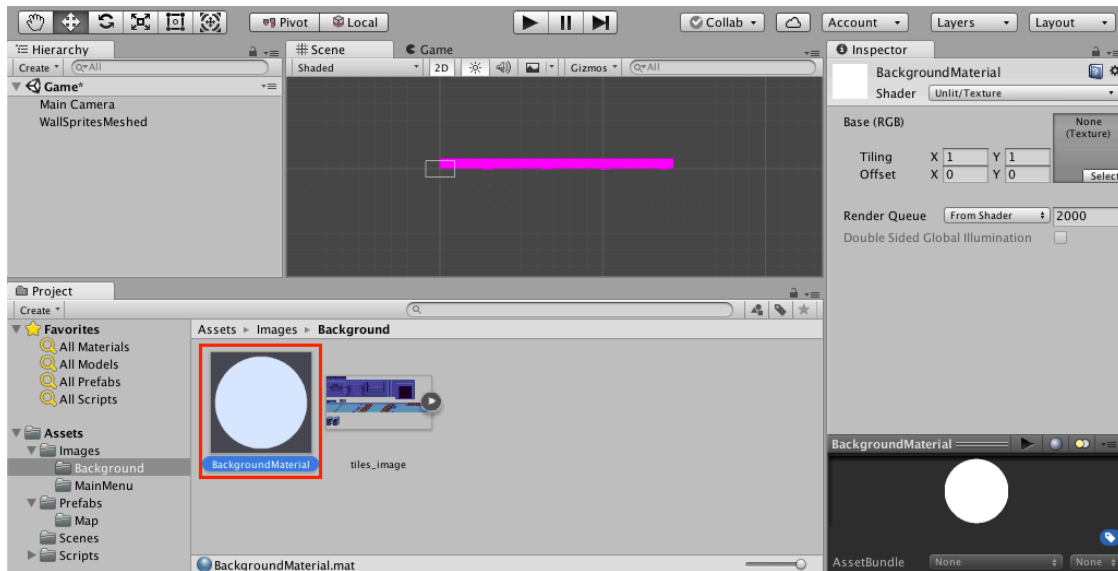 Pivot Local Collab Account Layers Layout
Hierarchy
Create All
Game*
Main Camera
WallSpritesMeshed
Scene Game
Shaded 2D Gizmos All
Inspector
BackgroundMaterial
Shader Unlit/Texture
Base (RGB) None
(Texture)
Tiling X 1 Y 1
Offset X 0 Y 0
Select
Render Queue From Shader 2000
Double Sided Global Illumination
Project
Create
Favorites
All Materials
All Models
All Prefabs
All Scripts
Assets
Images
Background
MainMenu
Prefabs
Map
Scenes
Scripts
Assets Images Background
BackgroundMaterial tiles_image
BackgroundMaterial.mat
BackgroundMaterial
AssetBundle None None